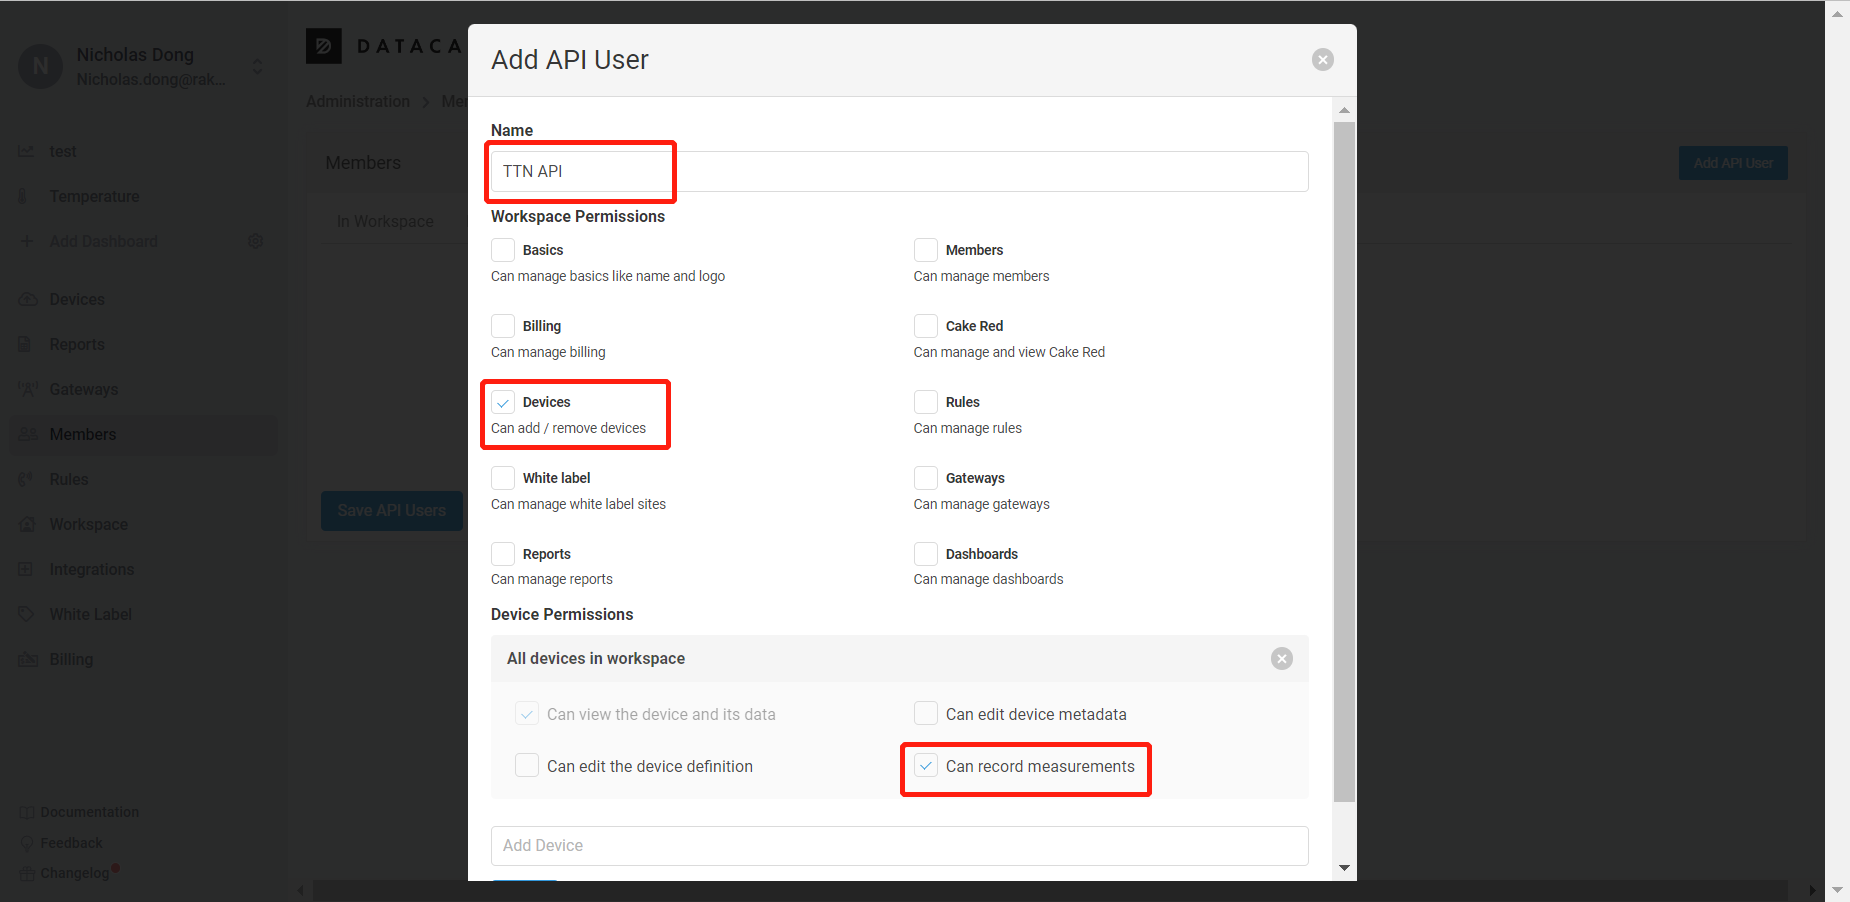 N
Nicholas Dong
Nicholas.dong@rak...
test
Temperature
Add Dashboard
Devices
Reports
Gateways
Members
Rules
Workspace
Integrations
White Label
Billing
Documentation
Feedback
Changelog
DATACA
Administration > Me
Members
Add API User
In Workspace
Save API Users
Add API User
Name
TTN API
Workspace Permissions
Basics
Can manage basics like name and logo
Members
Can manage members
Billing
Can manage billing
Cake Red
Can manage and view Cake Red
Devices
Can add / remove devices
Rules
Can manage rules
White label
Can manage white label sites
Gateways
Can manage gateways
Reports
Can manage reports
Dashboards
Can manage dashboards
Device Permissions
All devices in workspace
Can view the device and its data
Can edit device metadata
Can edit the device definition
Can record measurements
Add Device